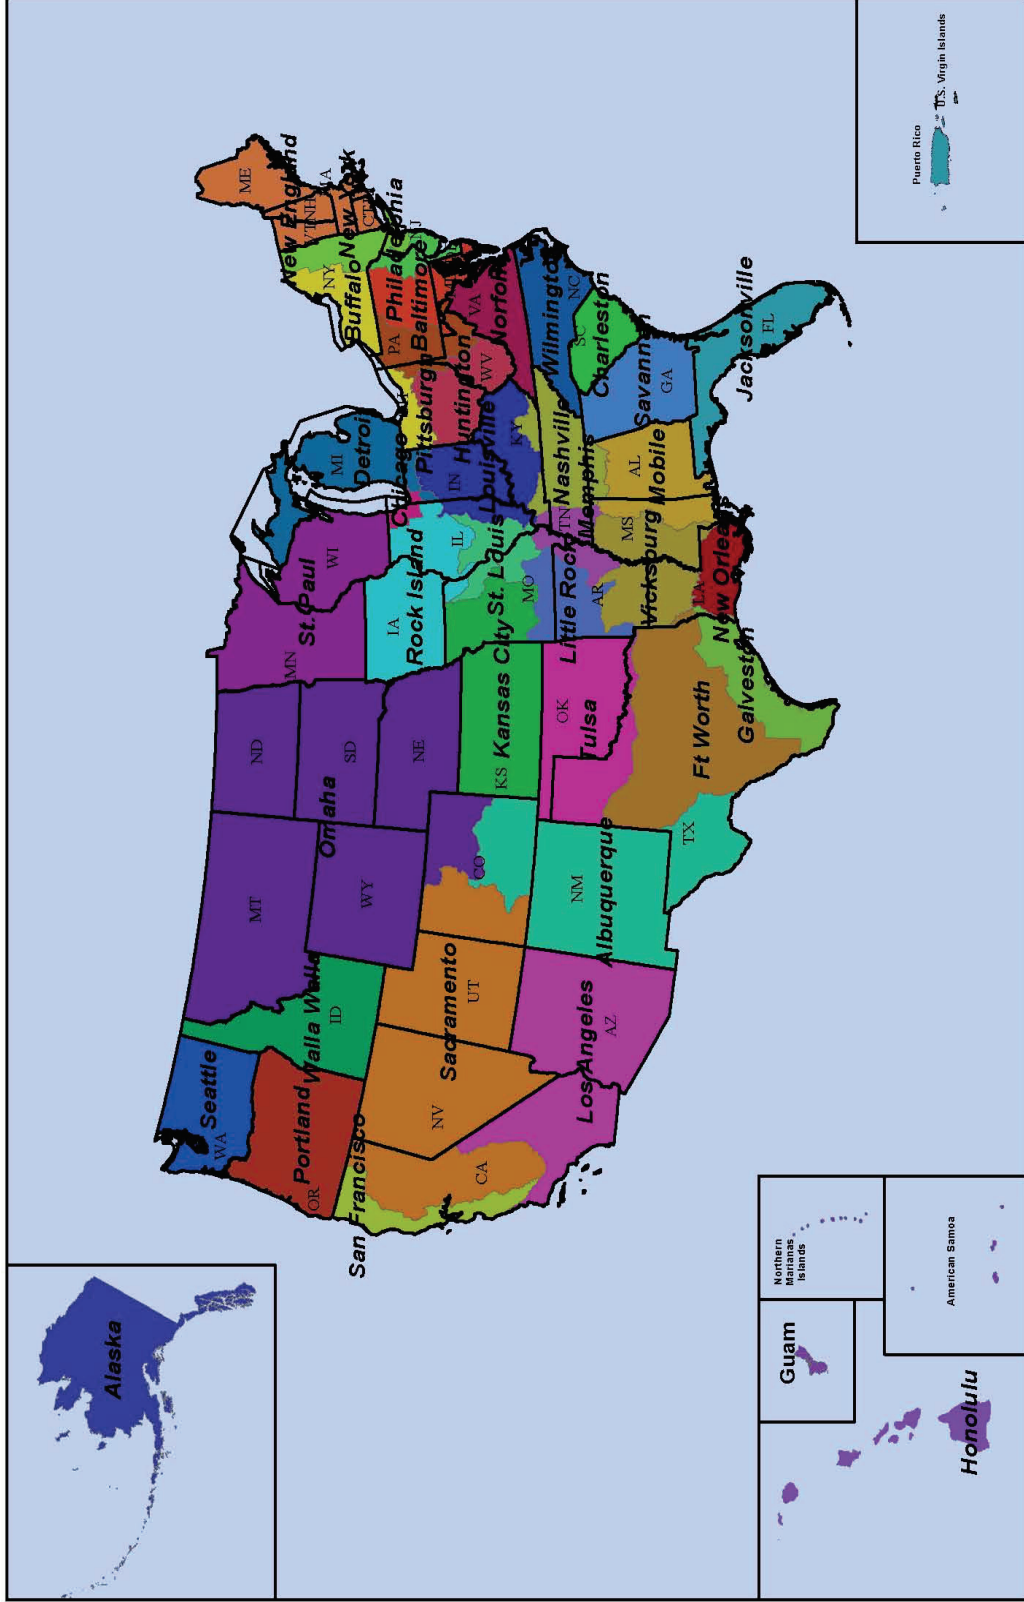 Alaska
Seattle
WA
Portland
OR
Walla Walla
ID
MT
ND
MN
St. Paul
WI
MI
Detroit
ME
New England
VT
NH
MA
New York
CT
NY
Buffalo
Philadelphia
NJ
Baltimore
PA
Pittsburgh
Omaha
SD
WY
NE
IA
Rock Island
IL
Chicago
IN
Huntington
WV
VA
Norfolk
Louisville
KY
San Francisco
NV
Sacramento
UT
CO
CA
KS
Kansas City
St. Louis
MO
Nashville
Memphis
TN
Wilmington
NC
SC
Charleston
Los Angeles
AZ
Albuquerque
NM
OK
Tulsa
Little Rock
AR
MS
Vicksburg
AL
Mobile
GA
Savannah
TX
Ft Worth
Galveston
LA
New Orleans
Jacksonville
FL
Guam
Northern
Marianas
Islands
Honolulu
American Samoa
Puerto Rico
U.S. Virgin Islands